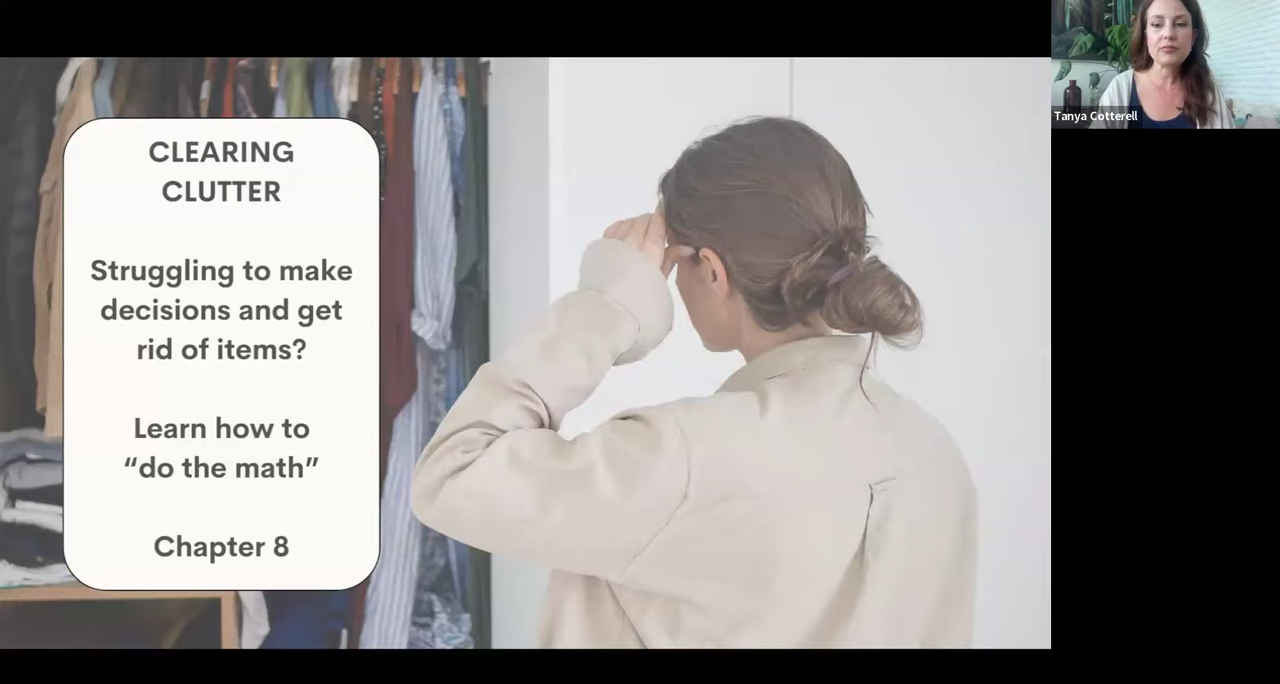 CLEARING
CLUTTER
Struggling to make
decisions and get
rid of items?
Learn how to
“do the math”
Chapter 8
Tanya Cotterell